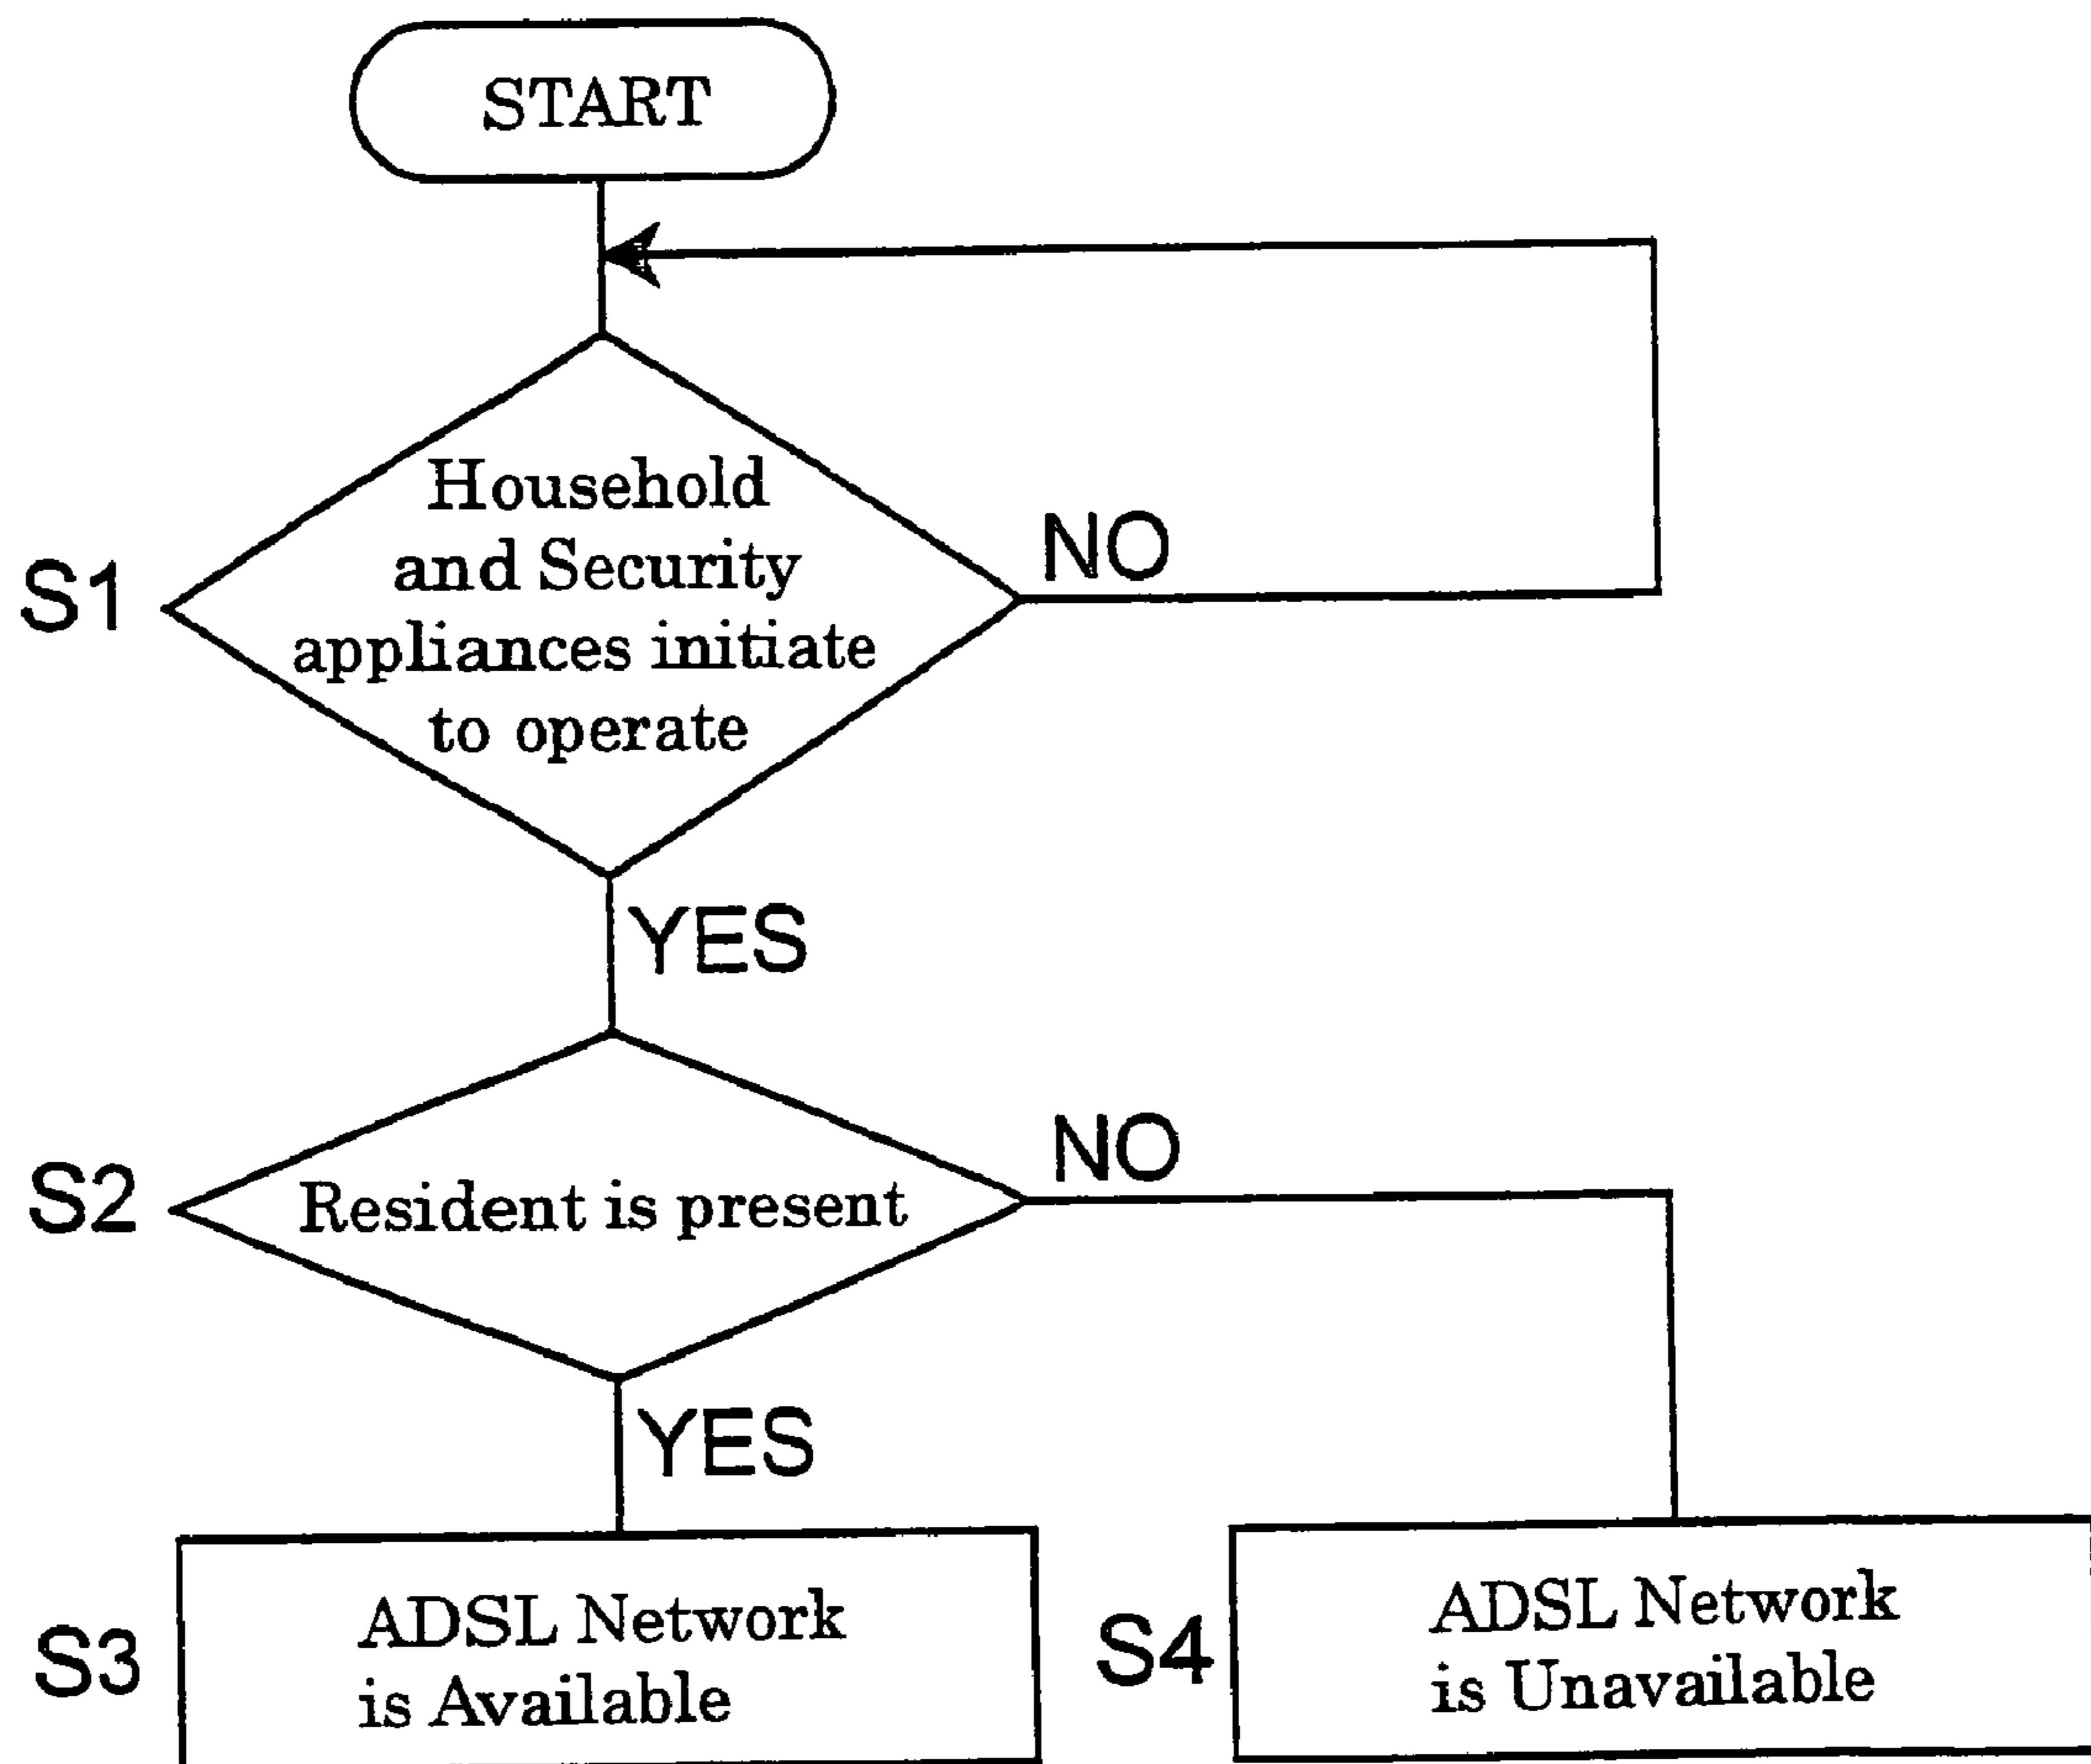 START
Household
and Security
appliances initiate
to operate
S1
NO
YES
S2
Resident is present
NO
YES
S3
ADSL Network
is Available
S4
ADSL Network
is Unavailable